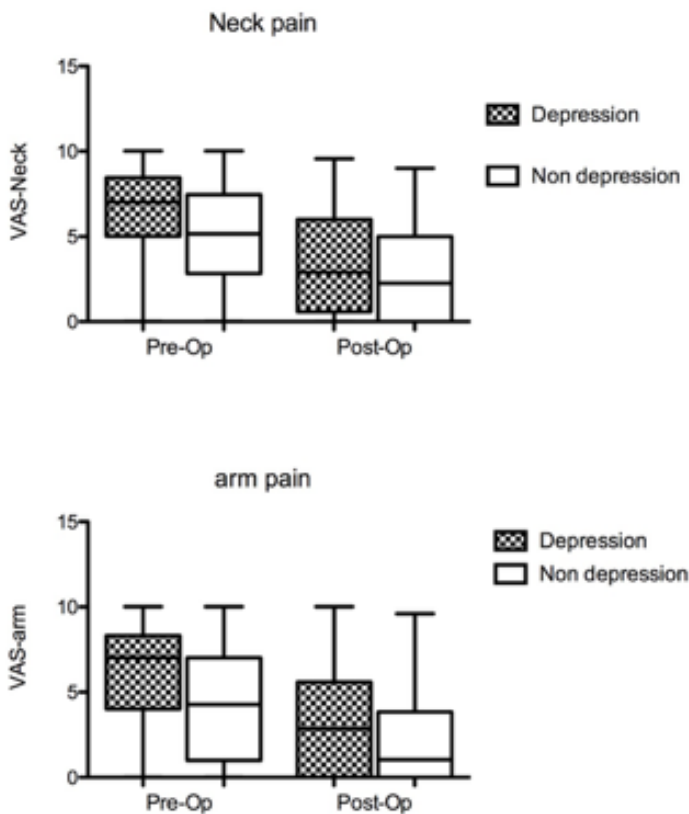 Neck pain
15
10
5
0
VAS-Neck
Pre-Op
Post-Op
Depression
Non depression
arm pain
15
10
5
0
VAS-arm
Pre-Op
Post-Op
Depression
Non depression